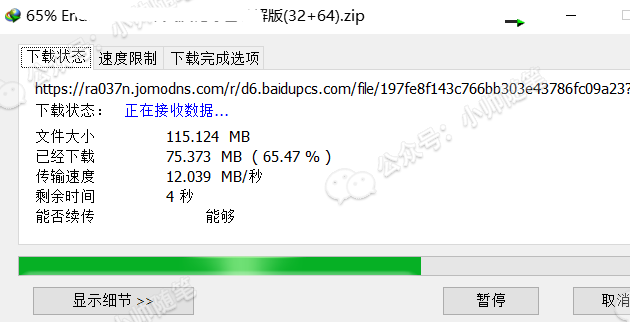 65% En 解版(32+64).zip
下载状态 速度限制 下载完成选项
https://ra037n.jomodns.com/r/d6.baidupcs.com/file/197fe8f143c766bb303e43786fc09a23?
下载状态： 正在接收数据...
文件大小 115.124 MB
已经下载 75.373 MB ( 65.47 % )
传输速度 12.039 MB/秒
剩余时间 4 秒
能否续传 能够
公众号：小帅随笔
显示细节 >> 暂停 取消